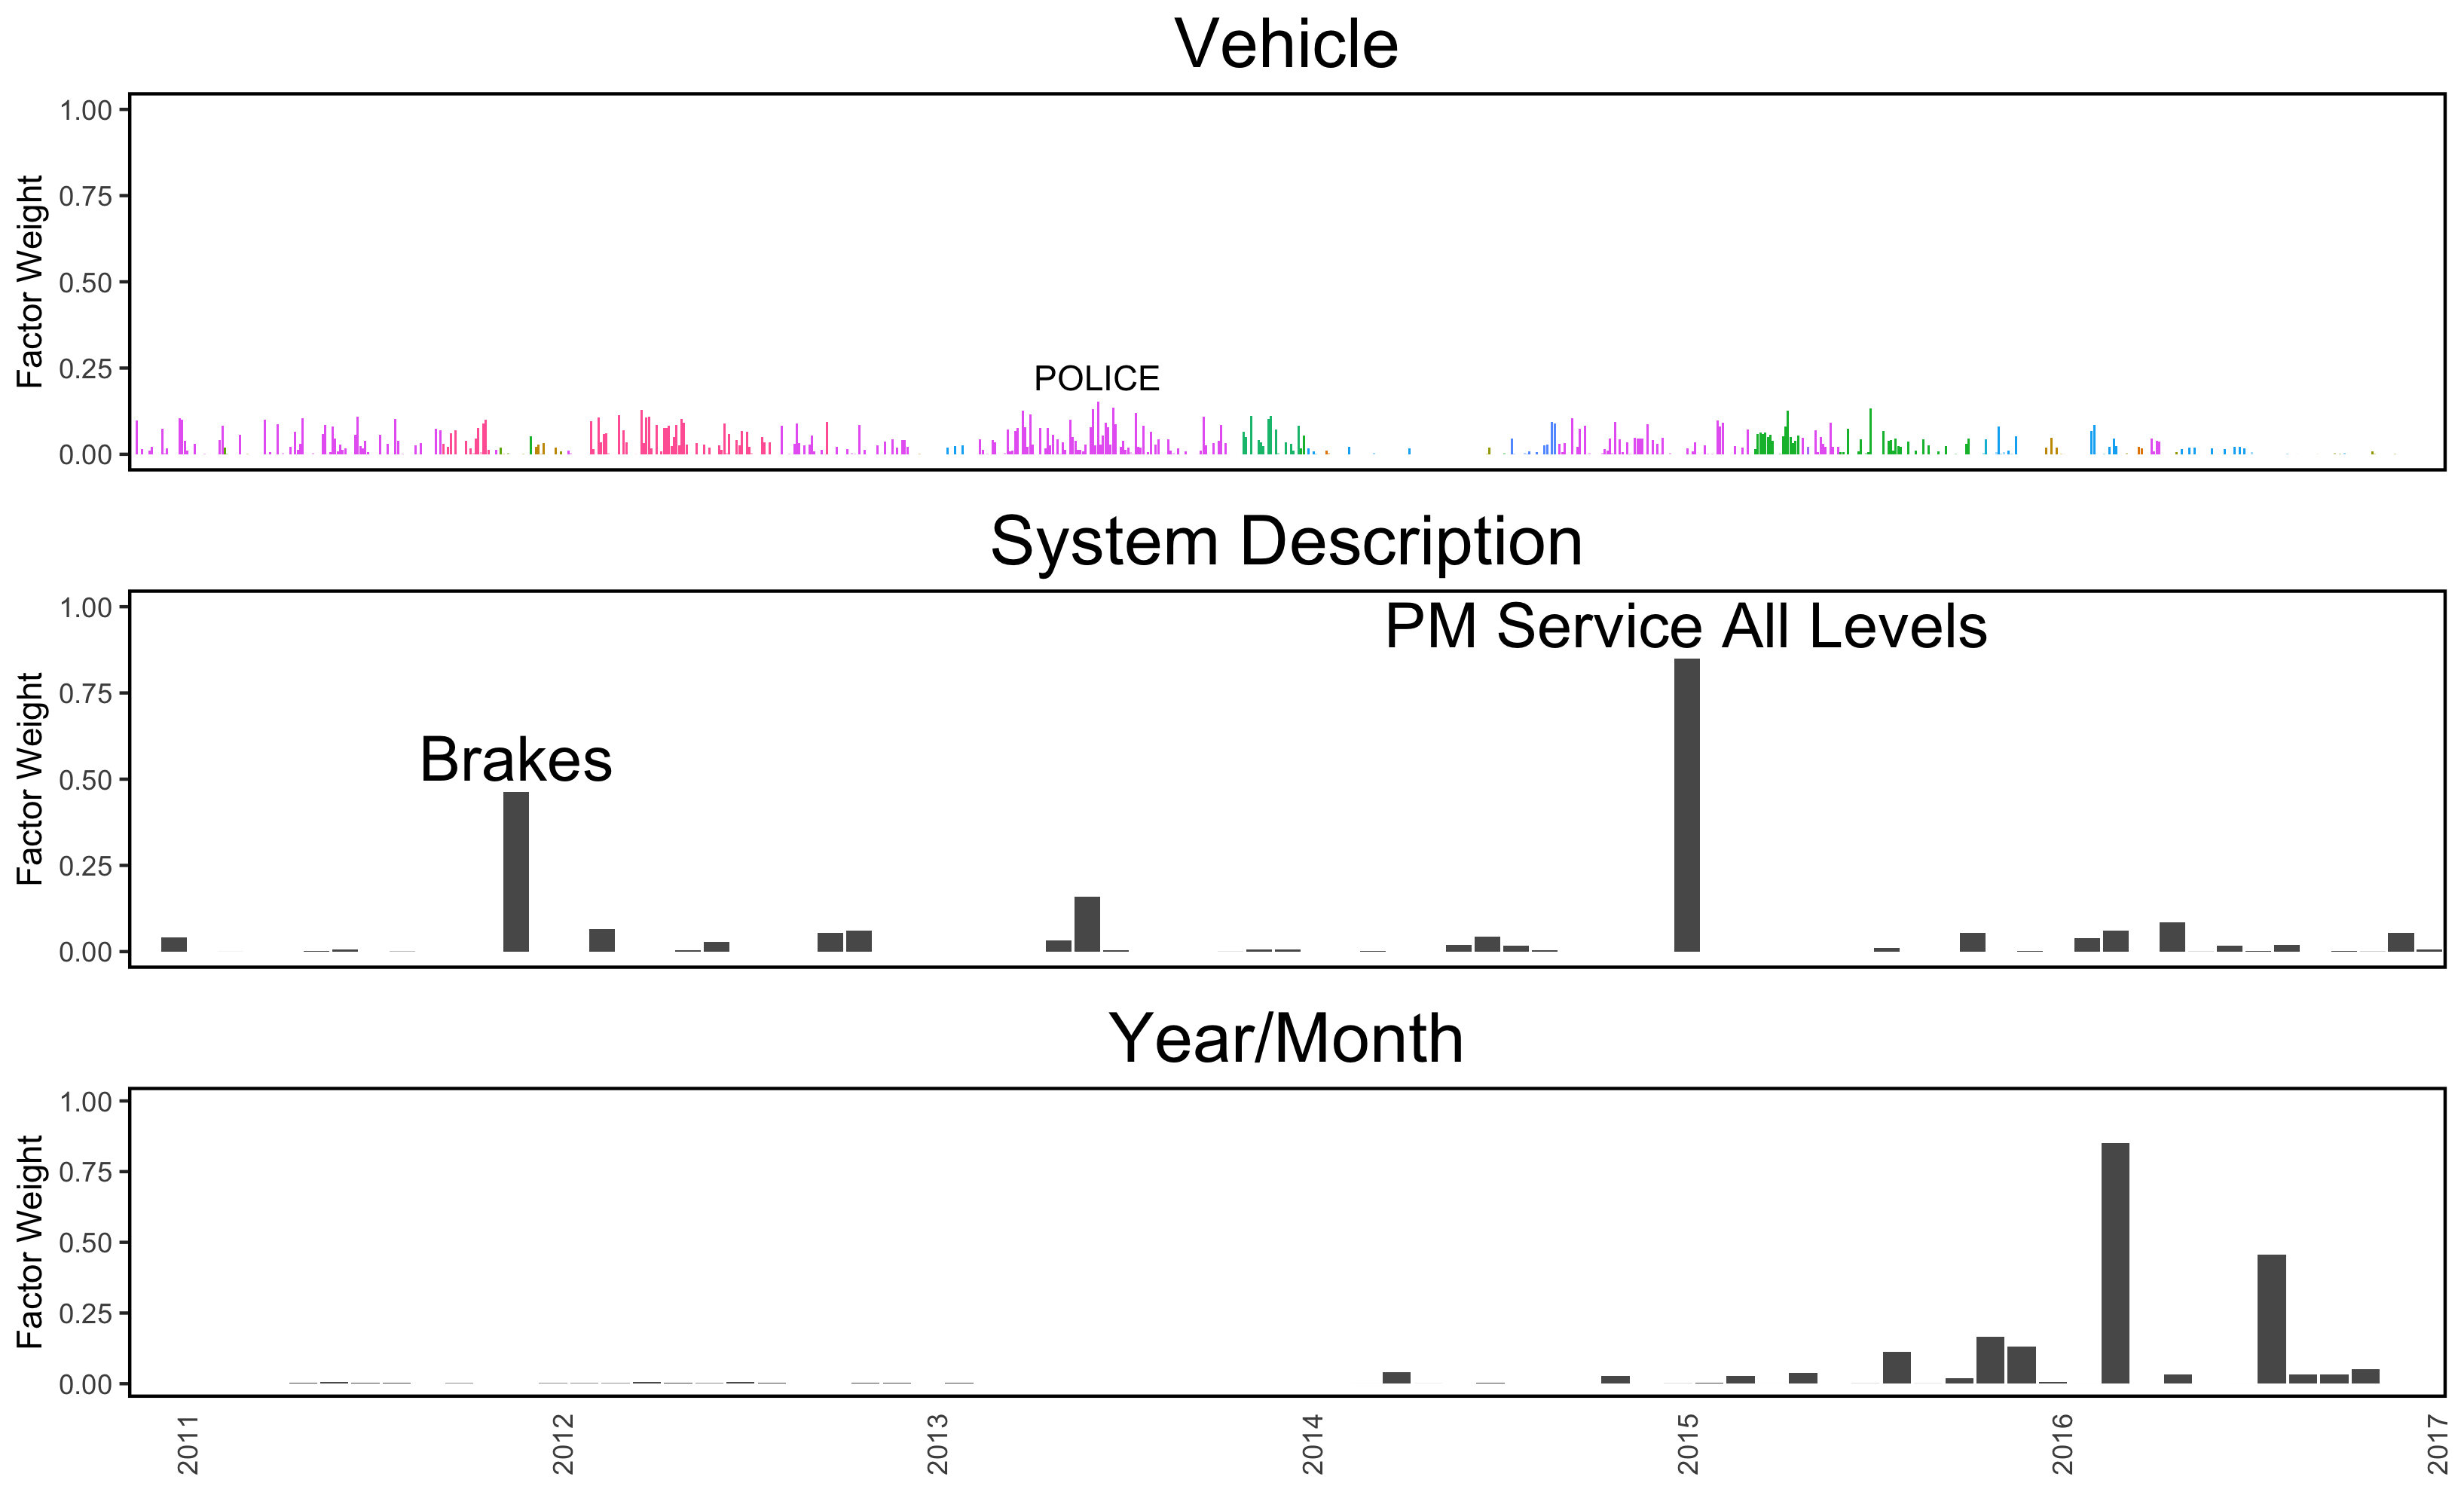 Vehicle
Factor Weight
1.00
0.75
0.50
0.25
0.00
POLICE
System Description
Factor Weight
1.00
0.75
0.50
0.25
0.00
PM Service All Levels
Brakes
Year/Month
Factor Weight
1.00
0.75
0.50
0.25
0.00
2011 2012 2013 2014 2015 2016 2017